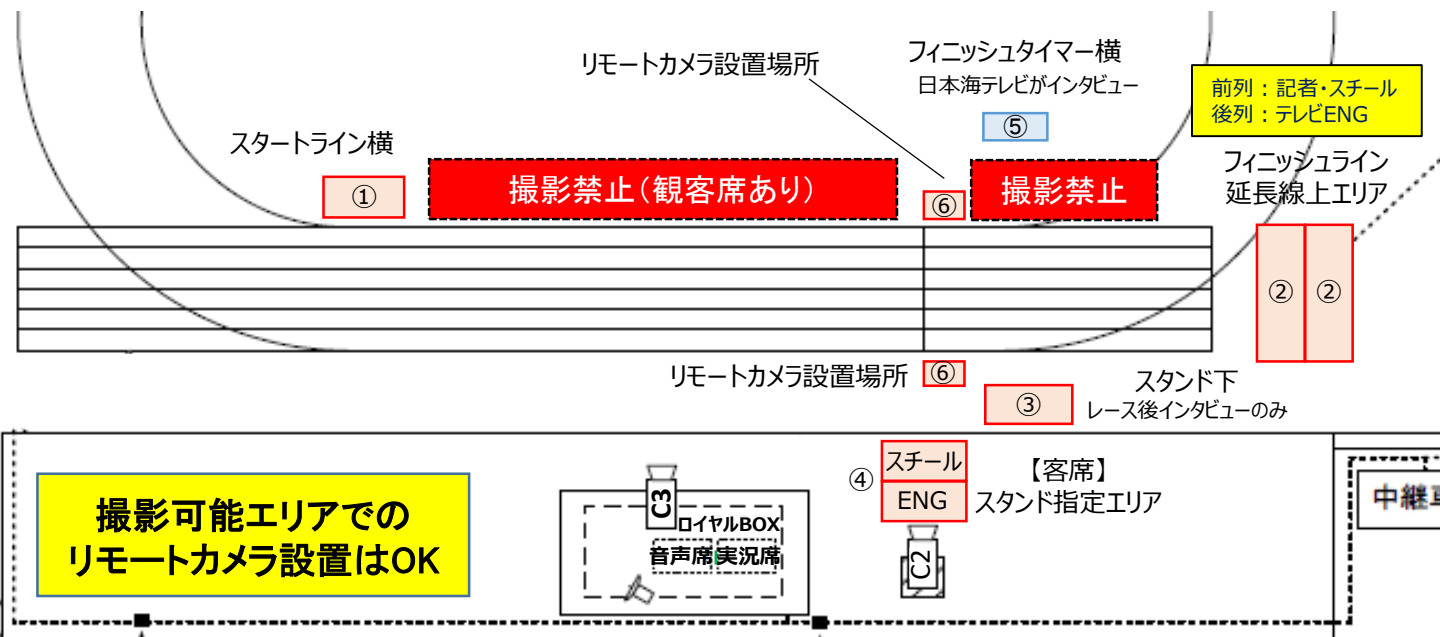 リモートカメラ設置場所
フィニッシュタイマー横
日本海テレビがインタビュー
前列：記者・スチール
後列：テレビENG
⑤
スタートライン横
フィニッシュライン
延長線上エリア
①
撮影禁止（観客席あり）
⑥
撮影禁止
②
②
リモートカメラ設置場所
⑥
スタンド下
レース後インタビューのみ
③
④
スチール
ENG
【客席】
スタンド指定エリア
撮影可能エリアでの
リモートカメラ設置はOK
C3
ロイヤルBOX
音声席
実況席
C2
中継車